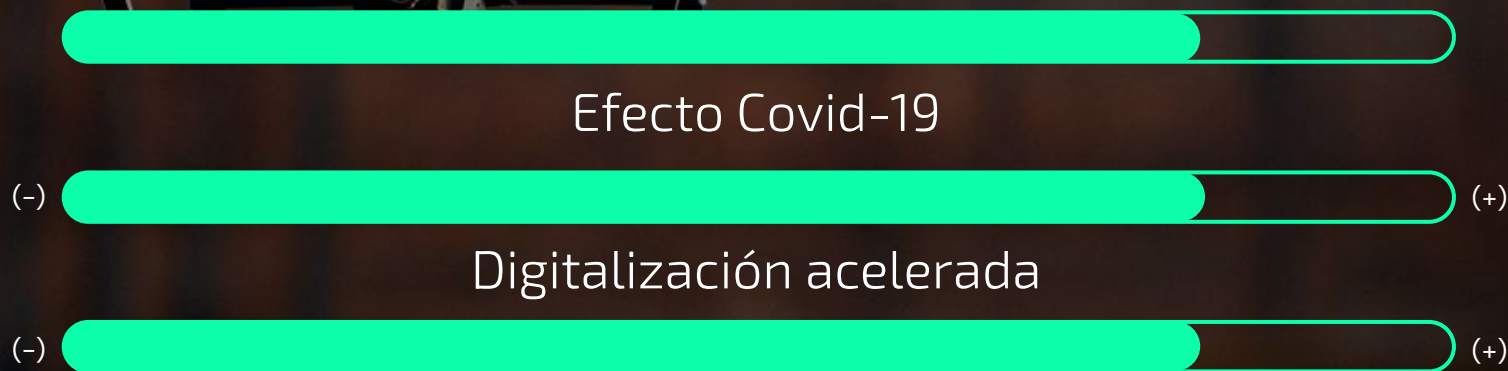 Efecto Covid-19
(-) (+)
Digitalización acelerada
(-) (+)